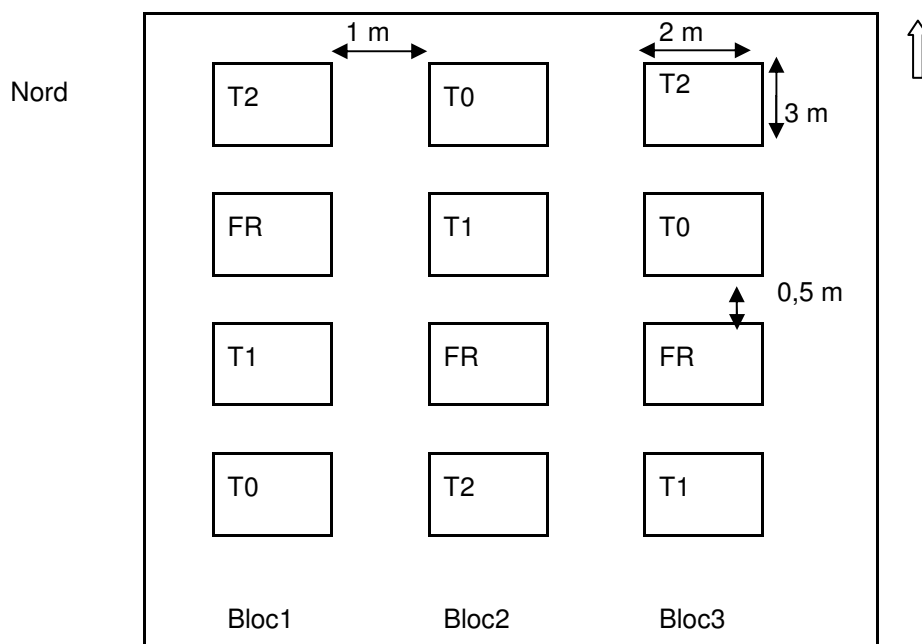 1 m
2 m
Nord
T2
T0
T2
3 m
FR
T1
T0
0,5 m
T1
FR
FR
T0
T2
T1
Bloc1
Bloc2
Bloc3